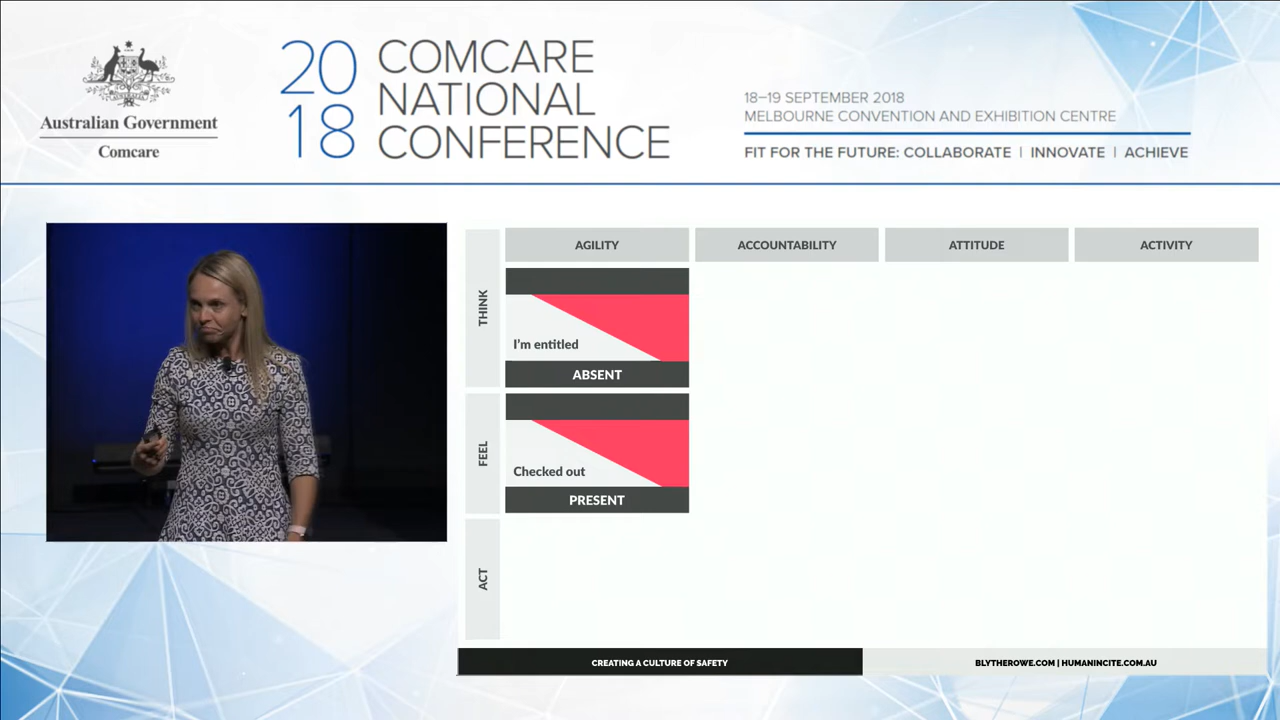 Australian Government
Comcare
20
18
COMCARE
NATIONAL
CONFERENCE
18–19 SEPTEMBER 2018
MELBOURNE CONVENTION AND EXHIBITION CENTRE
FIT FOR THE FUTURE: COLLABORATE | INNOVATE | ACHIEVE
AGILITY
ACCOUNTABILITY
ATTITUDE
ACTIVITY
THINK
I'm entitled
ABSENT
FEEL
Checked out
PRESENT
ACT
CREATING A CULTURE OF SAFETY
BLYTHEROWE.COM | HUMANINCITE.COM.AU